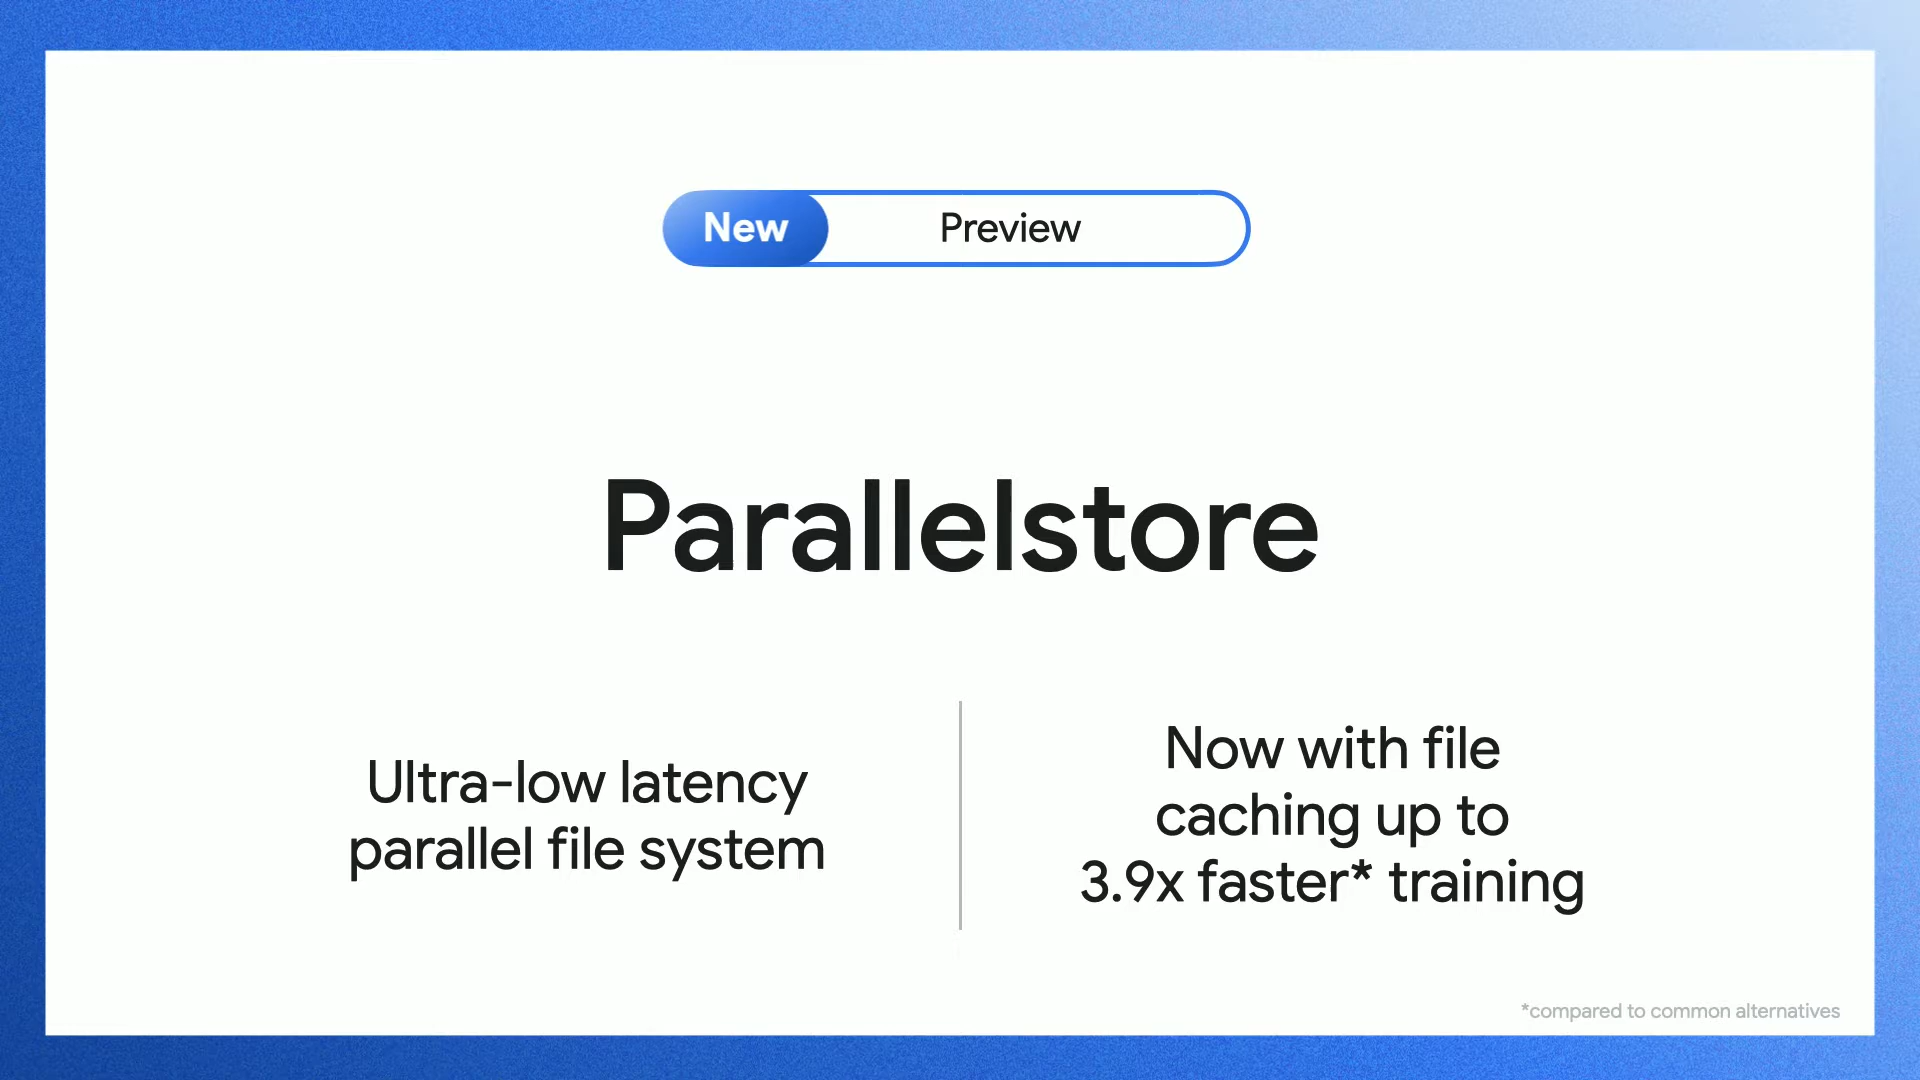 New Preview
Parallelstore
Ultra-low latency
parallel file system
Now with file
caching up to
3.9x faster* training
*compared to common alternatives